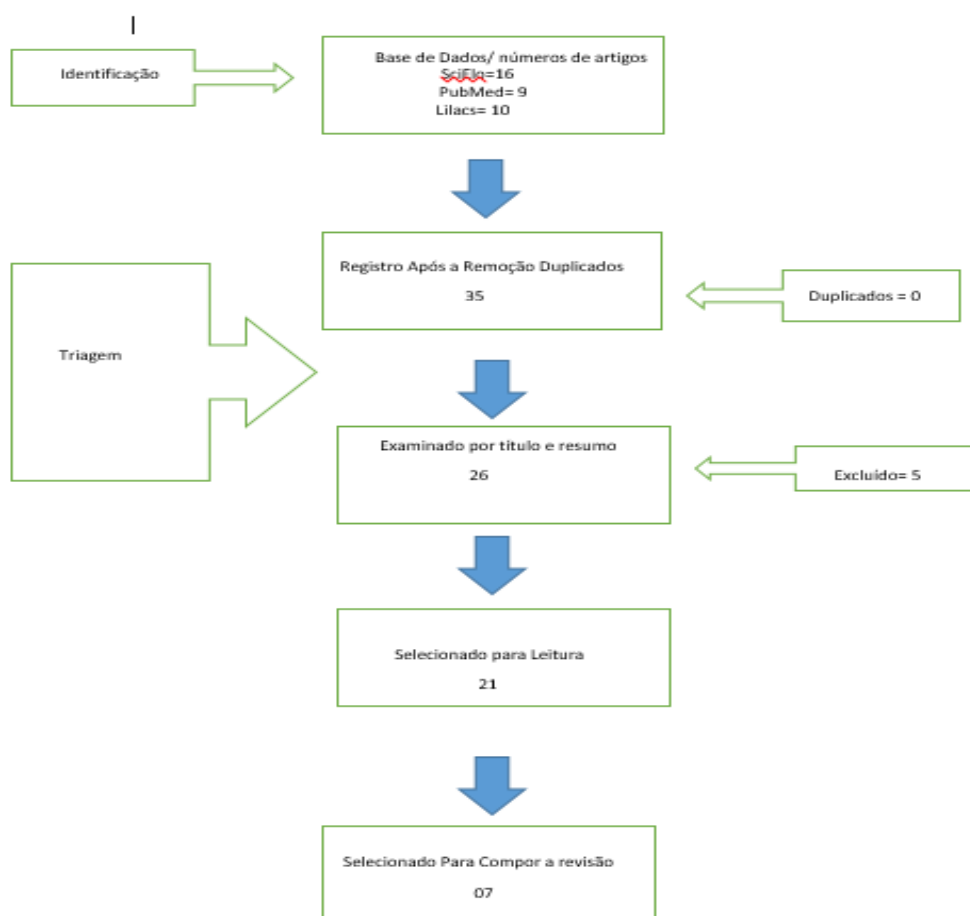 Identificação
Base de Dados/ números de artigos
SciElo=16
PubMed= 9
Lilacs= 10
Registro Após a Remoção Duplicados
35
Duplicados = 0
Triagem
Examinado por título e resumo
26
Excluído= 5
Selecionado para Leitura
21
Selecionado Para Compor a revisão
07